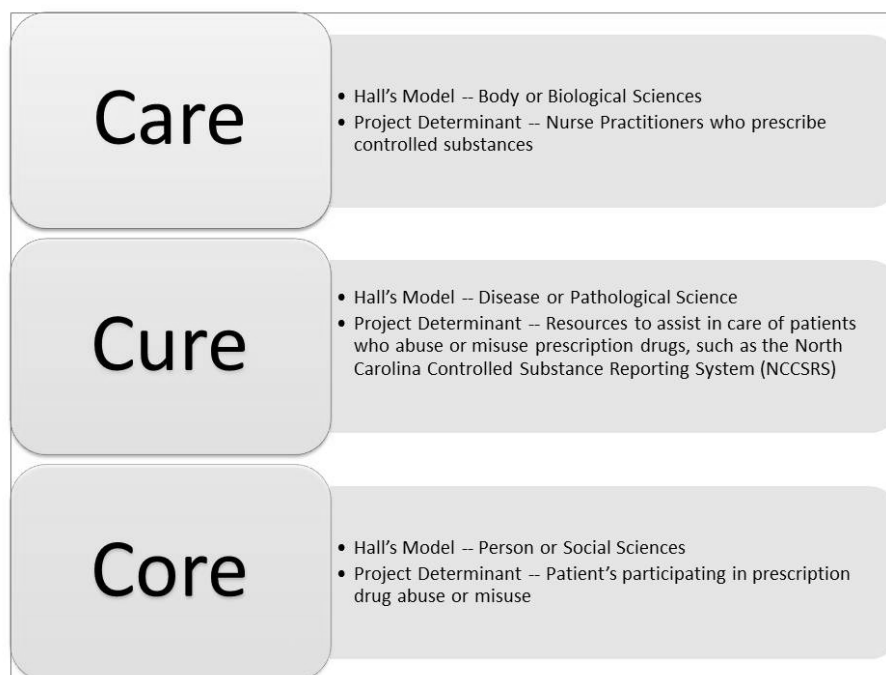 Care
• Hall’s Model -- Body or Biological Sciences
• Project Determinant -- Nurse Practitioners who prescribe
controlled substances
Cure
• Hall’s Model -- Disease or Pathological Science
• Project Determinant -- Resources to assist in care of patients
who abuse or misuse prescription drugs, such as the North
Carolina Controlled Substance Reporting System (NCCSRS)
Core
• Hall’s Model -- Person or Social Sciences
• Project Determinant -- Patient’s participating in prescription
drug abuse or misuse